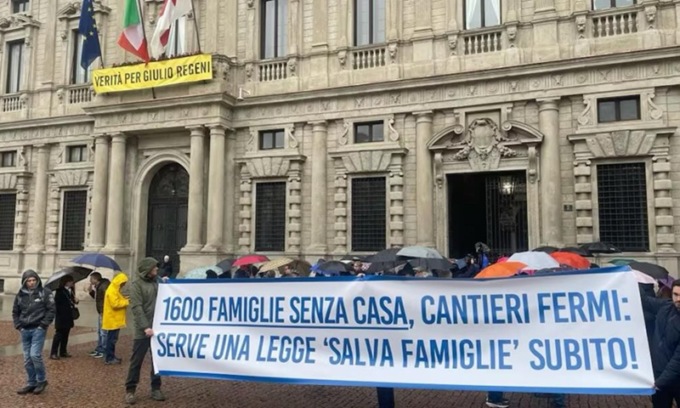 VERITÀ PER GIULIO REGENI
1600 FAMIGLIE SENZA CASA, CANTIERI FERMI:
SERVE UNA LEGGE 'SALVA FAMIGLIE' SUBITO!